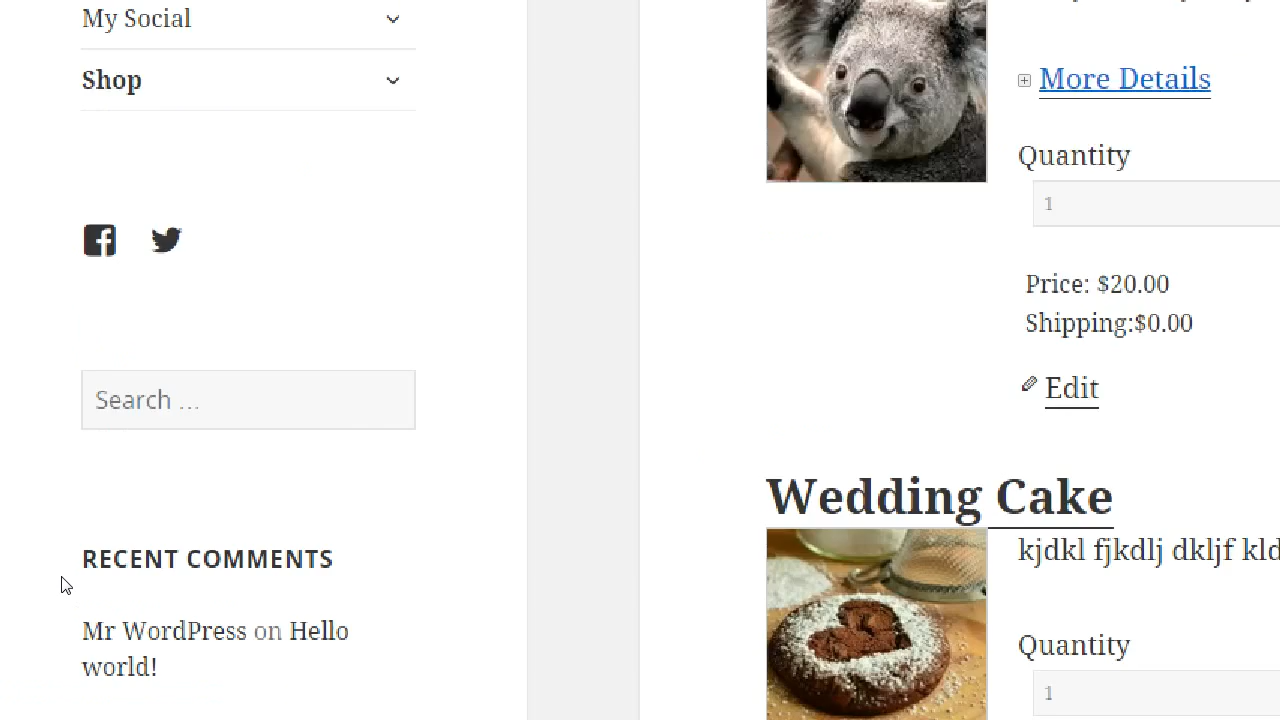 My Social
Shop
Search ...
RECENT COMMENTS
Mr WordPress on Hello
world!
More Details
Quantity
1
Price: $20.00
Shipping:$0.00
Edit
Wedding Cake
kjdkl fjkdlj dkljf kld
Quantity
1